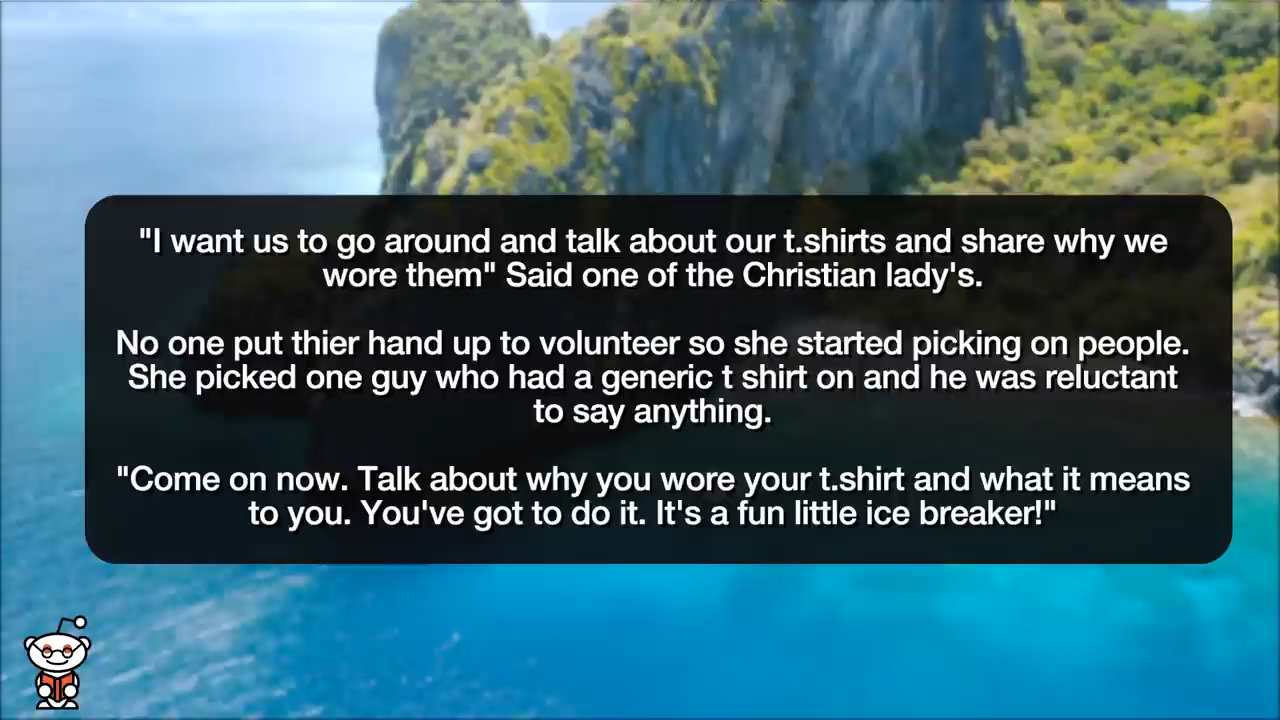 "I want us to go around and talk about our t.shirts and share why we
wore them" Said one of the Christian lady's.
No one put thier hand up to volunteer so she started picking on people.
She picked one guy who had a generic t shirt on and he was reluctant
to say anything.
"Come on now. Talk about why you wore your t.shirt and what it means
to you. You've got to do it. It's a fun little ice breaker!"